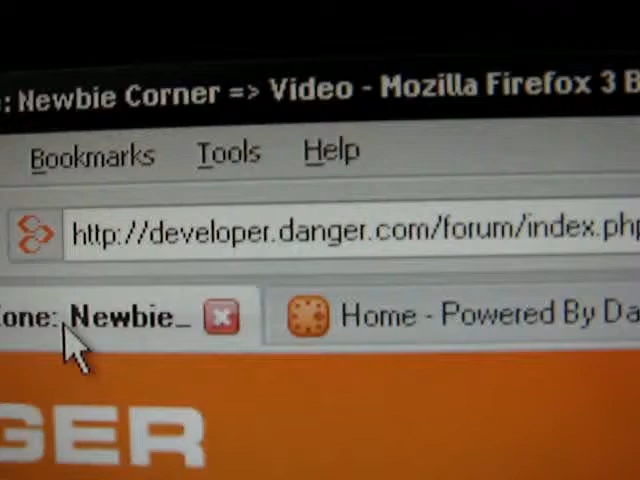 : Newbie Corner => Video - Mozilla Firefox 3 B
Bookmarks Tools Help
http://developer.danger.com/forum/index.php
one: Newbie_ Home - Powered By Da
GER